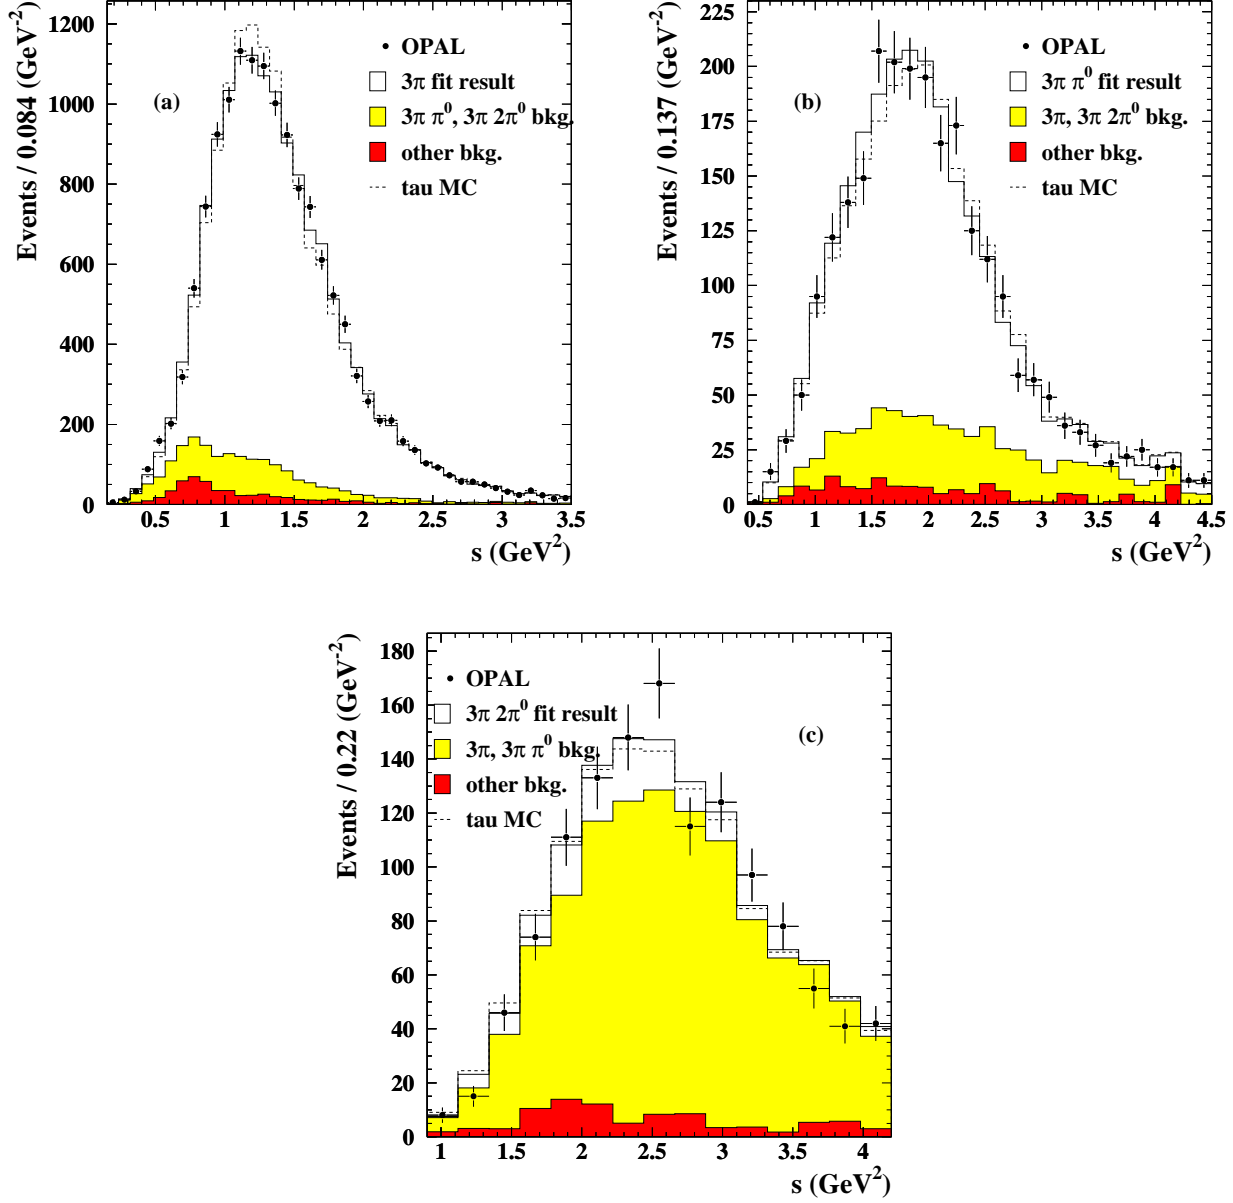 Events / 0.084 (GeV⁻²)
1200
1000
800
600
400
200
0
(a)
OPAL
3π fit result
3π π⁰, 3π 2π⁰ bkg.
other bkg.
tau MC
0.5 1 1.5 2 2.5 3 3.5
s (GeV²)
Events / 0.137 (GeV⁻²)
225
200
175
150
125
100
75
50
25
0
(b)
OPAL
3π π⁰ fit result
3π, 3π 2π⁰ bkg.
other bkg.
tau MC
0.5 1 1.5 2 2.5 3 3.5 4 4.5
s (GeV²)
Events / 0.22 (GeV⁻²)
180
160
140
120
100
80
60
40
20
0
OPAL
3π 2π⁰ fit result
3π, 3π π⁰ bkg.
other bkg.
tau MC
(c)
1 1.5 2 2.5 3 3.5 4
s (GeV²)